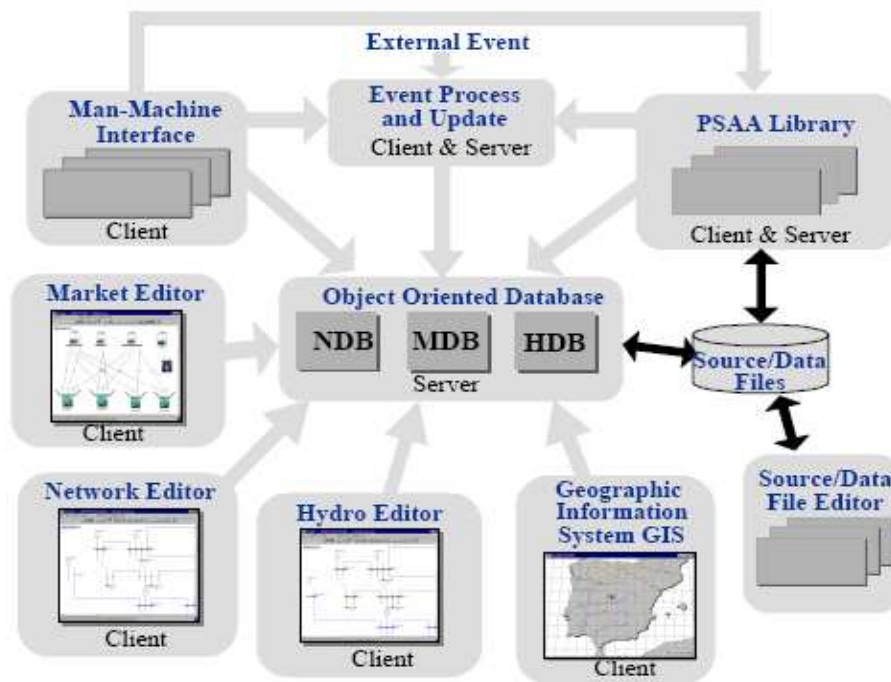 External Event
Man-Machine
Interface
Client
Event Process
and Update
Client & Server
PSAA Library
Client & Server
Market Editor
Client
Object Oriented Database
NDB
MDB
HDB
Server
Source/Data
Files
Network Editor
Client
Hydro Editor
Client
Geographic
Information
System GIS
Client
Source/Data
File Editor